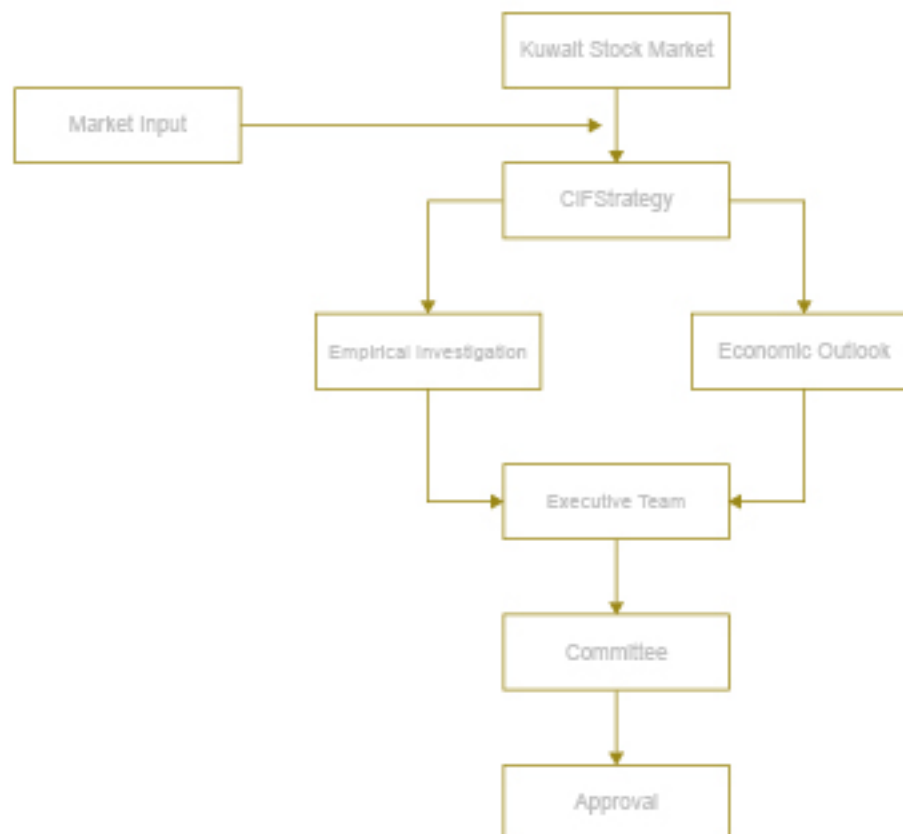 Kuwait Stock Market
Market Input
CIFStrategy
Empirical Investigation
Economic Outlook
Executive Team
Committee
Approval